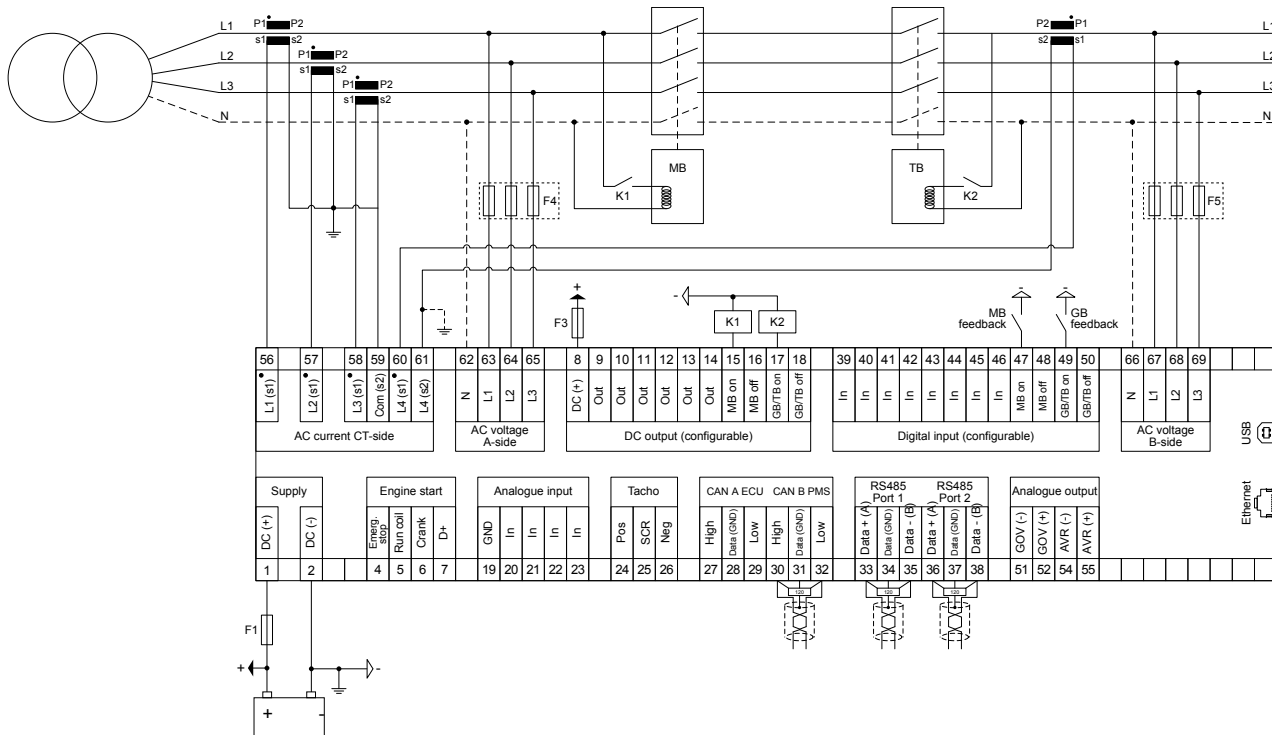 P1 P2
s1 s2
P1 P2
s1 s2
P1 P2
s1 s2
L1
L2
L3
N
MB
K1
TB
K2
P2 P1
s2 s1
L1
L2
L3
N
F4
F5
F3
+
-
K1 K2
MB feedback
-
GB feedback
-
56 57 58 59 60 61 62 63 64 65 8 9 10 11 12 13 14 15 16 17 18 39 40 41 42 43 44 45 46 47 48 49 50 66 67 68 69
L1 (s1)
L2 (s1)
L3 (s1)
Com (s2)
L4 (s1)
L4 (s2)
N
L1
L2
L3
DC (+)
Out
Out
Out
Out
Out
Out
MB on
MB off
GB/TB on
GB/TB off
In
In
In
In
In
In
In
In
MB on
MB off
GB/TB on
GB/TB off
N
L1
L2
L3
AC current CT-side
AC voltage
A-side
DC output (configurable)
Digital input (configurable)
AC voltage
B-side
USB
Ethernet
Supply
DC (+)
DC (-)
1 2
Engine start
Emerg. stop
Run coil
Crank
D+
4 5 6 7
Analogue input
GND
In
In
In
In
19 20 21 22 23
Tacho
Pos
SCR
Neg
24 25 26
CAN A ECU CAN B PMS
High
Data (GND)
Low
High
Data (GND)
Low
27 28 29 30 31 32
RS485 Port 1
RS485 Port 2
Data + (A)
Data (GND)
Data - (B)
Data + (A)
Data (GND)
Data - (B)
33 34 35 36 37 38
Analogue output
GOV (-)
GOV (+)
AVR (-)
AVR (+)
51 52 54 55
120
120
120
F1
+
-
+ -